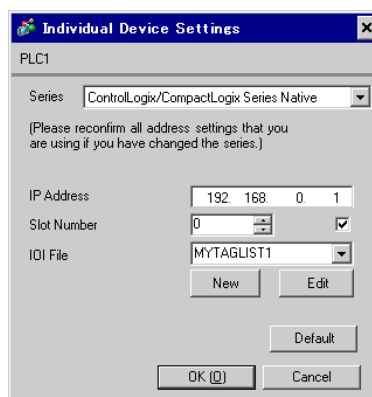 Individual Device Settings
PLC1
Series ControlLogix/CompactLogix Series Native
(Please reconfirm all address settings that you
are using if you have changed the series.)
IP Address 192. 168. 0. 1
Slot Number 0
IOI File MYTAGLIST1
New Edit
Default
OK (O) Cancel